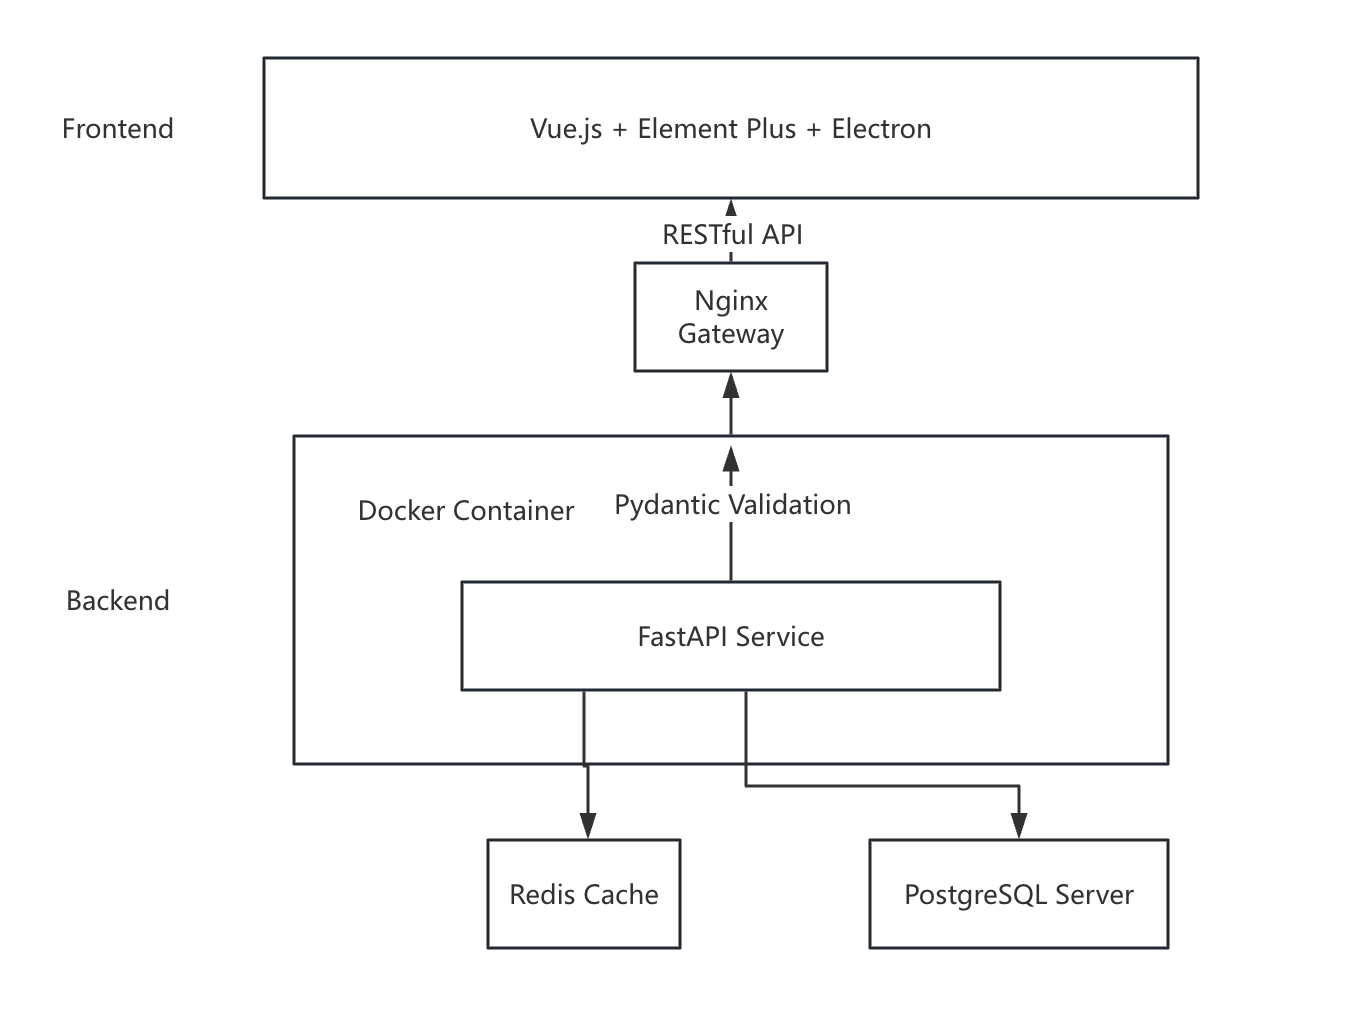 Frontend
Vue.js + Element Plus + Electron
RESTful API
Nginx
Gateway
Docker Container
Pydantic Validation
Backend
FastAPI Service
Redis Cache
PostgreSQL Server